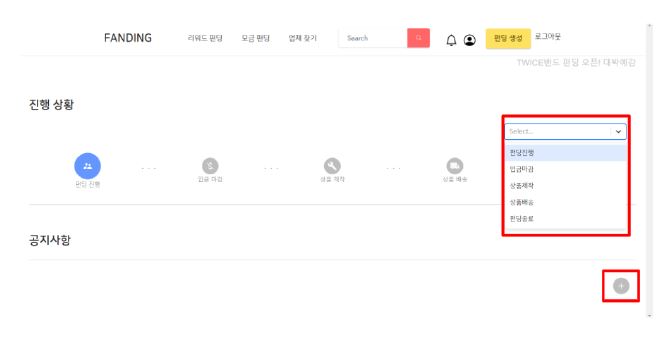 FANDING 리워드 펀딩 모금 펀딩 업체 찾기 Search 펀딩 생성 로그아웃
TWICE밴드 펀딩 오픈! 대박예감
진행 상황
Select...
펀딩진행
입금마감
상품제작
상품배송
펀딩종료
펀딩 진행 ... 입금 마감 ... 상품 제작 ... 상품 배송
공지사항
+